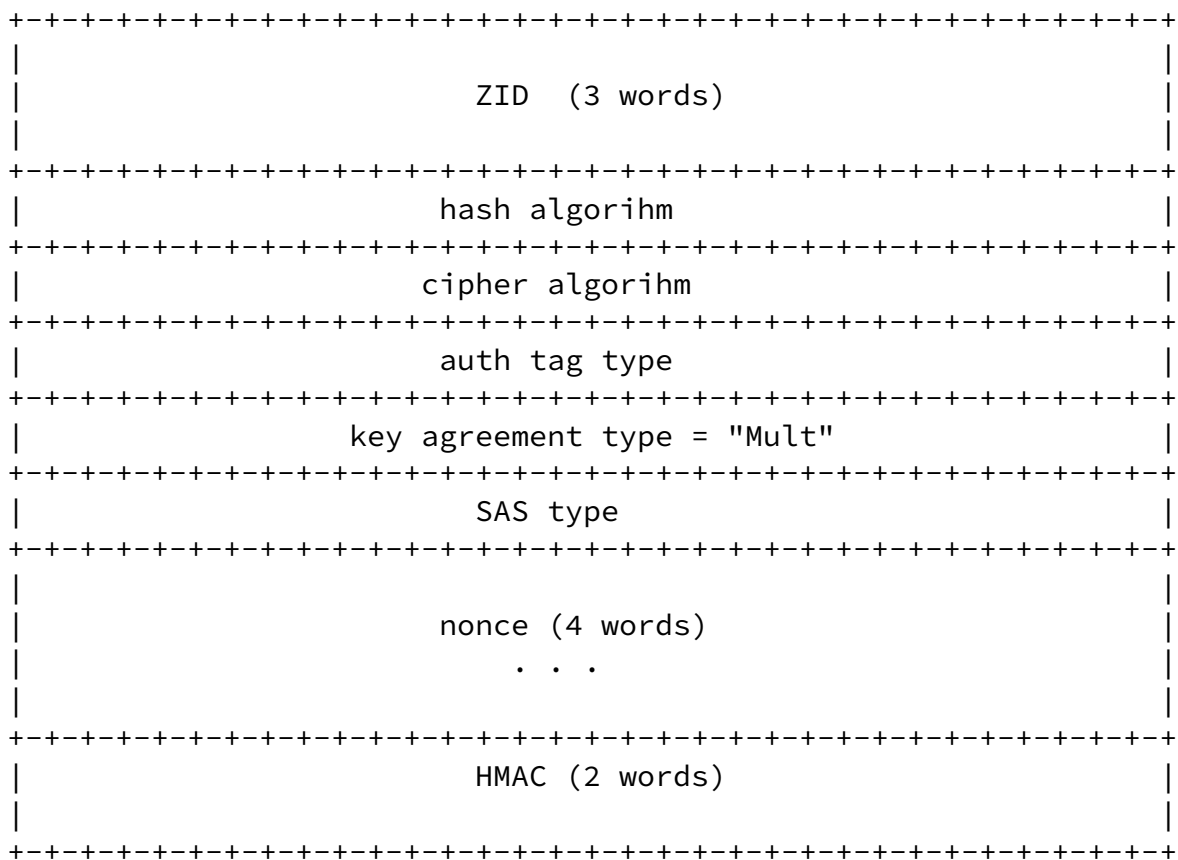 +-+-+-+-+-+-+-+-+-+-+-+-+-+-+-+-+-+-+-+-+-+-+-+-+-+-+-+-+-+-+-+-+
|                                                               |
|                         ZID  (3 words)                        |
|                                                               |
+-+-+-+-+-+-+-+-+-+-+-+-+-+-+-+-+-+-+-+-+-+-+-+-+-+-+-+-+-+-+-+-+
|                       hash algorihm                           |
+-+-+-+-+-+-+-+-+-+-+-+-+-+-+-+-+-+-+-+-+-+-+-+-+-+-+-+-+-+-+-+-+
|                      cipher algorihm                          |
+-+-+-+-+-+-+-+-+-+-+-+-+-+-+-+-+-+-+-+-+-+-+-+-+-+-+-+-+-+-+-+-+
|                       auth tag type                           |
+-+-+-+-+-+-+-+-+-+-+-+-+-+-+-+-+-+-+-+-+-+-+-+-+-+-+-+-+-+-+-+-+
|                  key agreement type = "Mult"                  |
+-+-+-+-+-+-+-+-+-+-+-+-+-+-+-+-+-+-+-+-+-+-+-+-+-+-+-+-+-+-+-+-+
|                         SAS type                              |
+-+-+-+-+-+-+-+-+-+-+-+-+-+-+-+-+-+-+-+-+-+-+-+-+-+-+-+-+-+-+-+-+
|                                                               |
|                       nonce (4 words)                         |
|                           . . .                               |
|                                                               |
+-+-+-+-+-+-+-+-+-+-+-+-+-+-+-+-+-+-+-+-+-+-+-+-+-+-+-+-+-+-+-+-+
|                         HMAC (2 words)                        |
|                                                               |
+-+-+-+-+-+-+-+-+-+-+-+-+-+-+-+-+-+-+-+-+-+-+-+-+-+-+-+-+-+-+-+-+